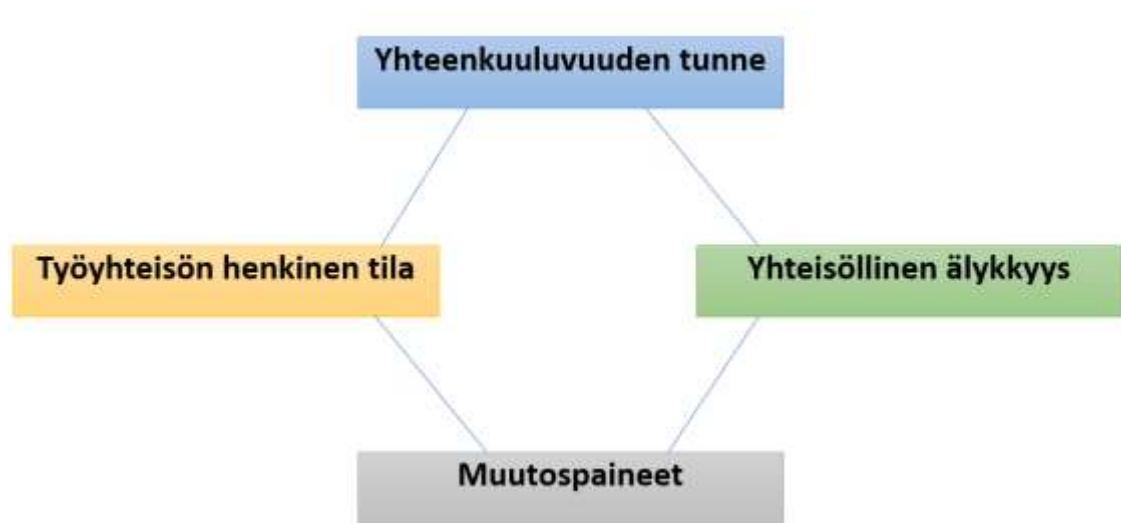 Yhteenkuuluvuuden tunne
Työyhteisön henkinen tila
Yhteisöllinen älykkyys
Muutospaineet